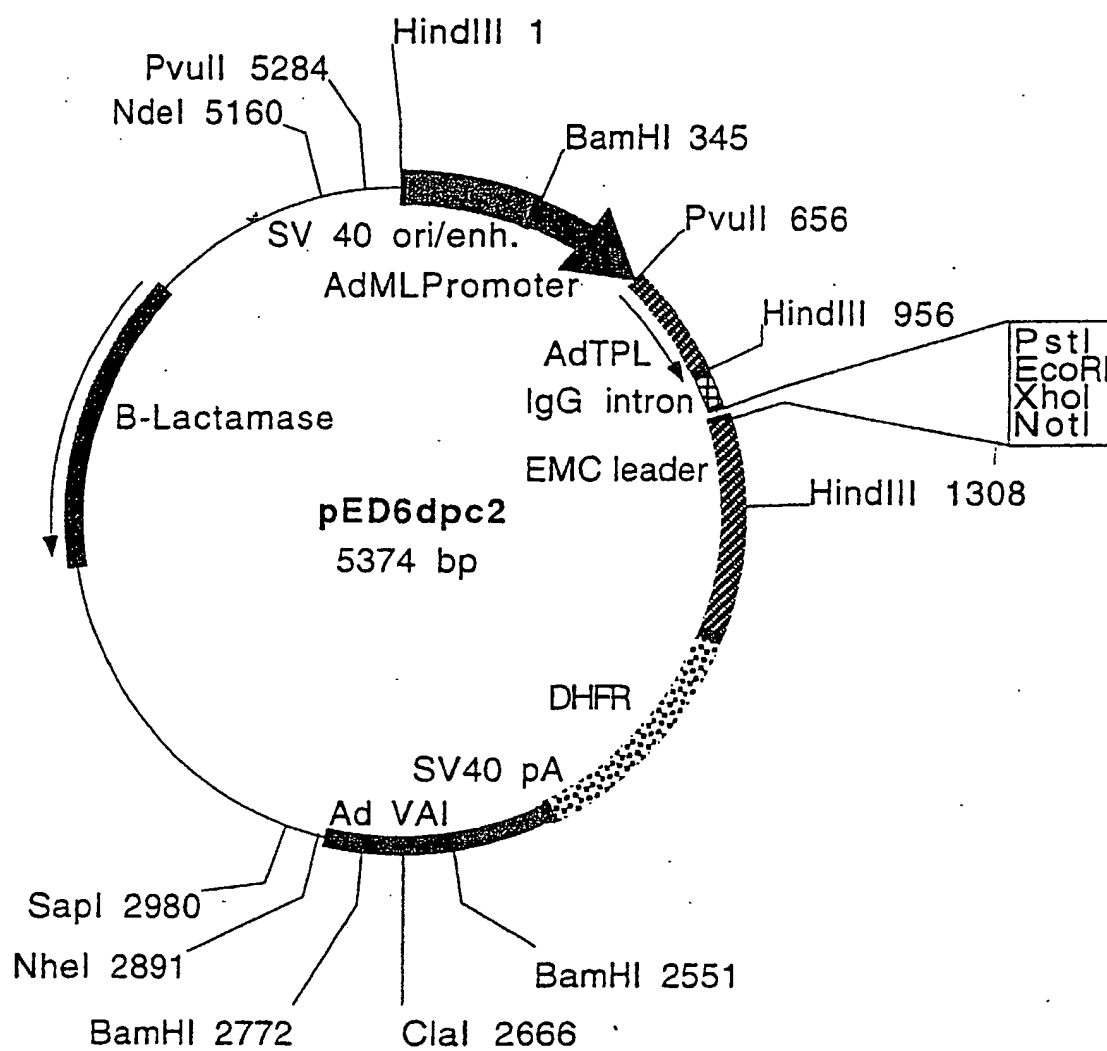 HindIII 1
PvuII 5284
NdeI 5160
BamHI 345
SV 40 ori/enh.
PvuII 656
AdMLPromoter
HindIII 956
AdTPL
IgG intron
PstI
EcoRI
XhoI
NotI
B-Lactamase
EMC leader
HindIII 1308
pED6dpc2
5374 bp
DHFR
SV40 pA
Ad VAI
SapI 2980
NheI 2891
BamHI 2551
BamHI 2772
ClaI 2666